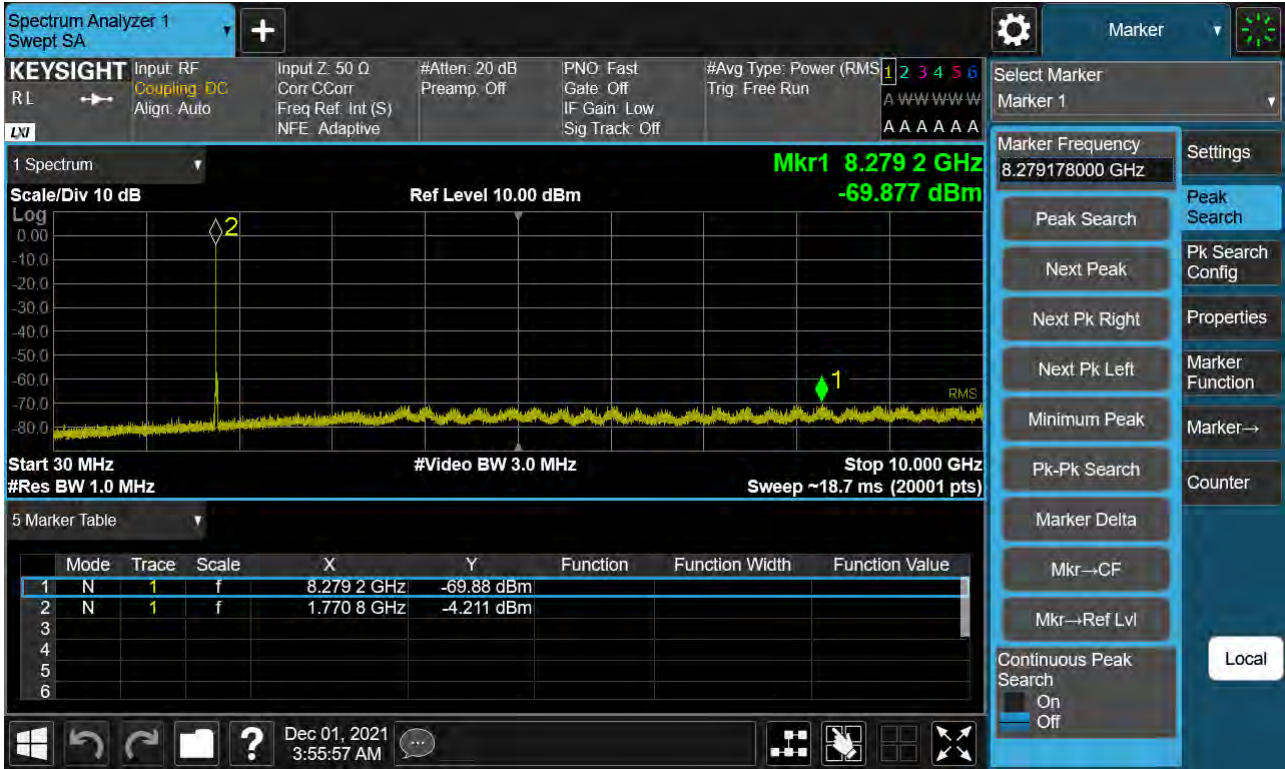 Spectrum Analyzer 1
Swept SA
Marker
KEYSIGHT
RL
LXI
Input: RF
Coupling: DC
Align: Auto
Input Z: 50 Ω
Corr CCorr
Freq Ref: Int (S)
NFE: Adaptive
#Atten: 20 dB
Preamp: Off
PNO: Fast
Gate: Off
IF Gain: Low
Sig Track: Off
#Avg Type: Power (RMS
Trig: Free Run
1 2 3 4 5 6
A W W W W W
A A A A A A
Select Marker
Marker 1
1 Spectrum
Mkr1 8.279 2 GHz
Scale/Div 10 dB
Ref Level 10.00 dBm
-69.877 dBm
Log
0.00
-10.0
-20.0
-30.0
-40.0
-50.0
-60.0
-70.0
-80.0
2
1
RMS
Start 30 MHz
#Video BW 3.0 MHz
Stop 10.000 GHz
#Res BW 1.0 MHz
Sweep ~18.7 ms (20001 pts)
5 Marker Table
Mode Trace Scale X Y Function Function Width Function Value
1 N 1 f 8.279 2 GHz -69.88 dBm
2 N 1 f 1.770 8 GHz -4.211 dBm
3
4
5
6
Marker Frequency
8.279178000 GHz
Peak Search
Next Peak
Next Pk Right
Next Pk Left
Minimum Peak
Pk-Pk Search
Marker Delta
Mkr→CF
Mkr→Ref Lvl
Continuous Peak
Search
On
Off
Settings
Peak
Search
Pk Search
Config
Properties
Marker
Function
Marker→
Counter
Local
?
Dec 01, 2021
3:55:57 AM